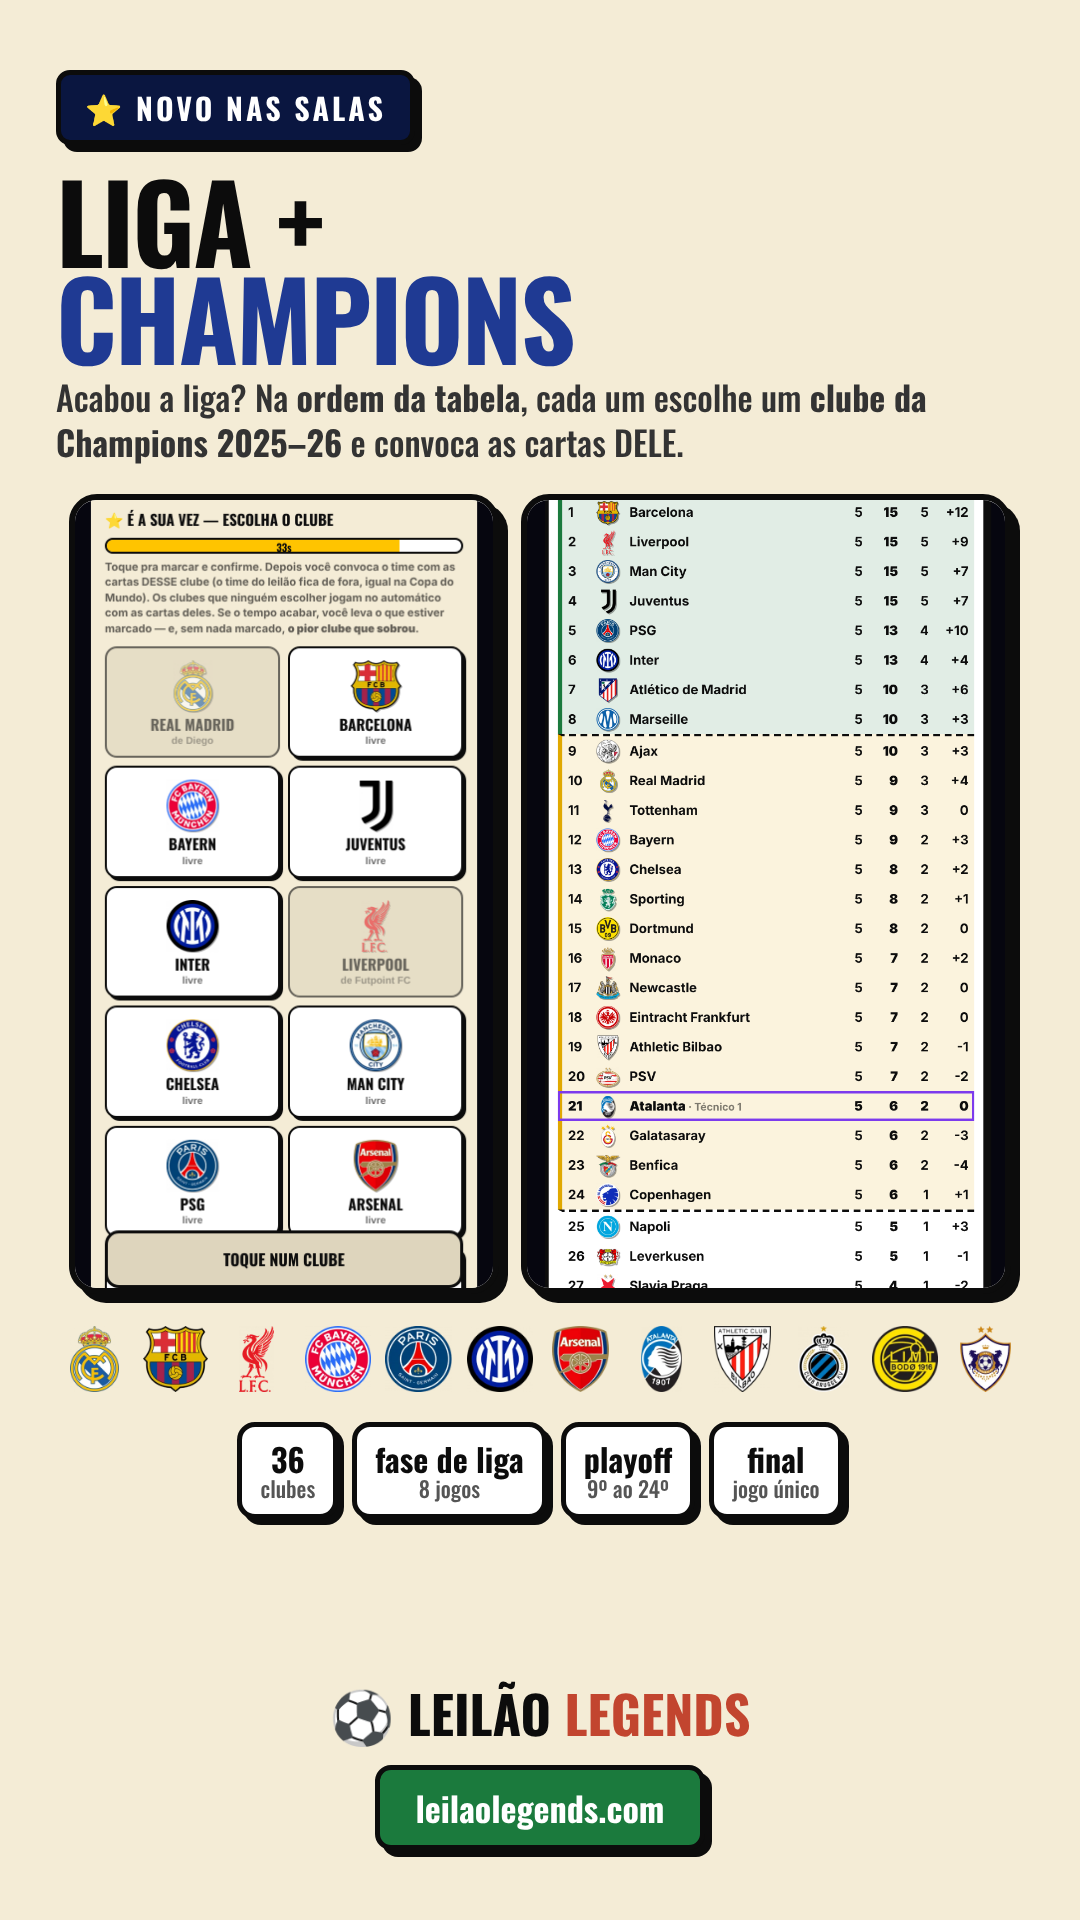 ⭐ NOVO NAS SALAS
LIGA +
CHAMPIONS
Acabou a liga? Na ordem da tabela, cada um escolhe um clube da
Champions 2025–26 e convoca as cartas DELE.
⭐ É A SUA VEZ — ESCOLHA O CLUBE
33s
Toque pra marcar e confirme. Depois você convoca o time com as
cartas DESSE clube (o time do leilão fica de fora, igual na Copa do
Mundo). Os clubes que ninguém escolher jogam no automático
com as cartas deles. Se o tempo acabar, você leva o que estiver
marcado — e, sem nada marcado, o pior clube que sobrou.
REAL MADRID
de Diego
BARCELONA
livre
BAYERN
livre
JUVENTUS
livre
INTER
livre
LIVERPOOL
de Futpoint FC
CHELSEA
livre
MAN CITY
livre
PSG
livre
ARSENAL
livre
TOQUE NUM CLUBE
1 Barcelona 5 15 5 +12
2 Liverpool 5 15 5 +9
3 Man City 5 15 5 +7
4 Juventus 5 15 5 +7
5 PSG 5 13 4 +10
6 Inter 5 13 4 +4
7 Atlético de Madrid 5 10 3 +6
8 Marseille 5 10 3 +3
9 Ajax 5 10 3 +3
10 Real Madrid 5 9 3 +4
11 Tottenham 5 9 3 0
12 Bayern 5 9 2 +3
13 Chelsea 5 8 2 +2
14 Sporting 5 8 2 +1
15 Dortmund 5 8 2 0
16 Monaco 5 7 2 +2
17 Newcastle 5 7 2 0
18 Eintracht Frankfurt 5 7 2 0
19 Athletic Bilbao 5 7 2 -1
20 PSV 5 7 2 -2
21 Atalanta · Técnico 1 5 6 2 0
22 Galatasaray 5 6 2 -3
23 Benfica 5 6 2 -4
24 Copenhagen 5 6 1 +1
25 Napoli 5 5 1 +3
26 Leverkusen 5 5 1 -1
27 Slavia Praga 5 4 1 -2
36
clubes
fase de liga
8 jogos
playoff
9º ao 24º
final
jogo único
LEILÃO LEGENDS
leilaolegends.com